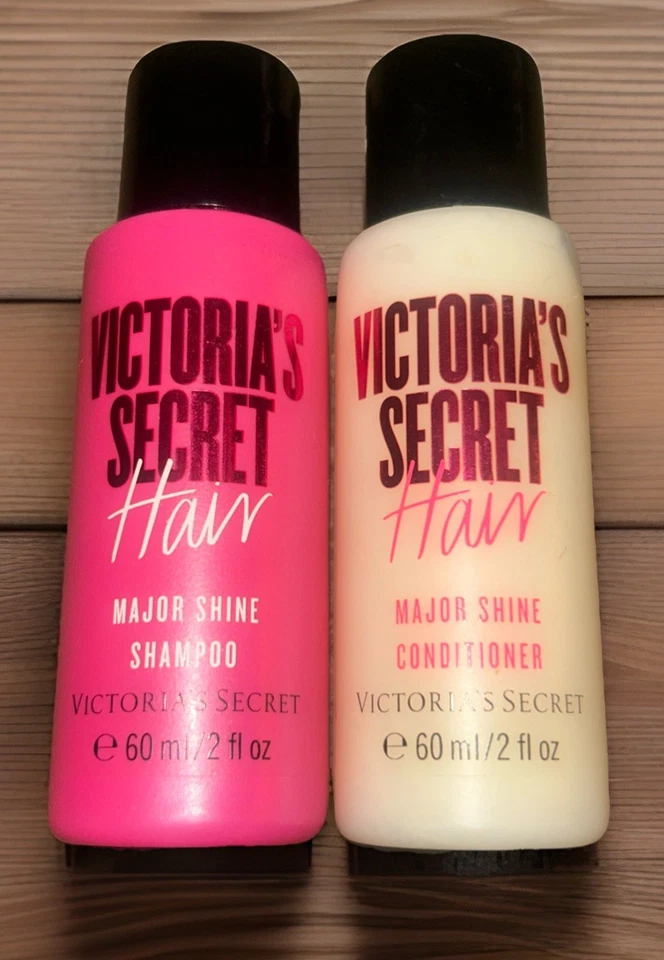 VICTORIA'S
SECRET
Hair
MAJOR SHINE
SHAMPOO
VICTORIA'S SECRET
℮ 60 ml/2 fl oz
VICTORIA'S
SECRET
Hair
MAJOR SHINE
CONDITIONER
VICTORIA'S SECRET
℮ 60 ml/2 fl oz